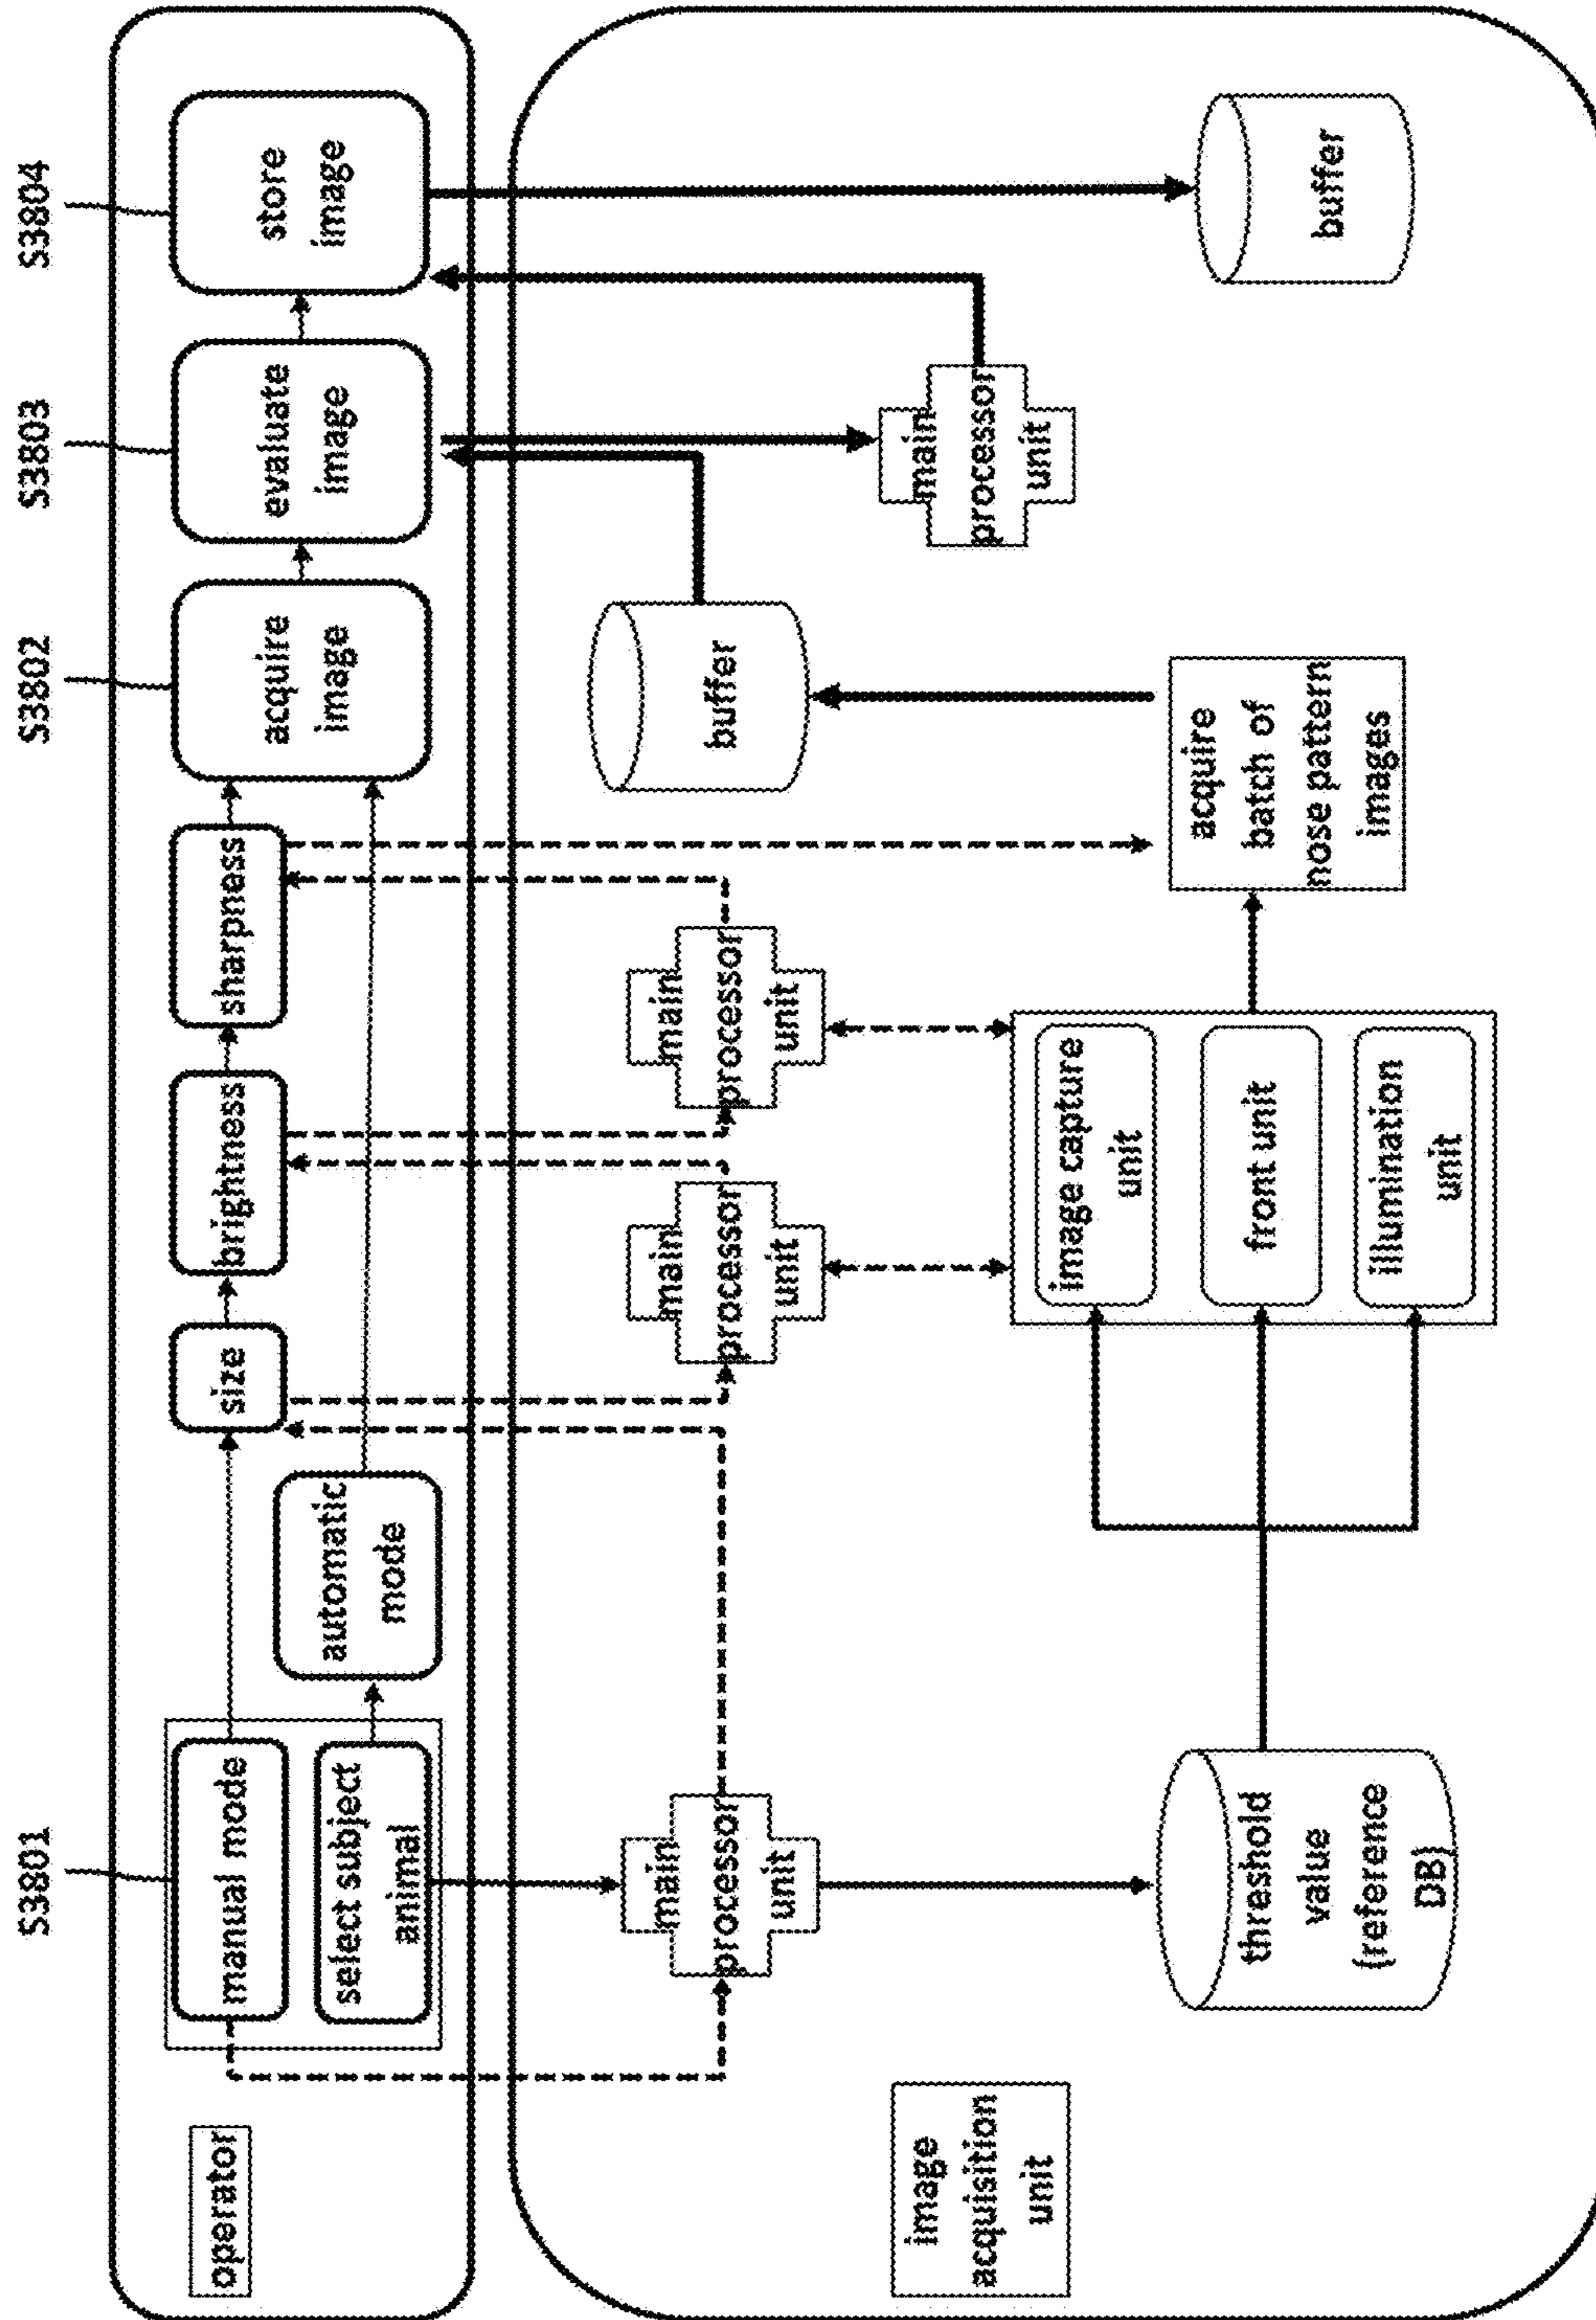 S3801
S3802
S3803
S3804
operator
manual mode
select subject
animal
automatic
mode
size
brightness
sharpness
acquire
image
evaluate
image
store
image
image
acquisition
unit
main
processor
unit
main
processor
unit
main
processor
unit
buffer
main
processor
unit
threshold
value
(reference
DB)
image capture
unit
front unit
illumination
unit
acquire
batch of
nose pattern
images
buffer